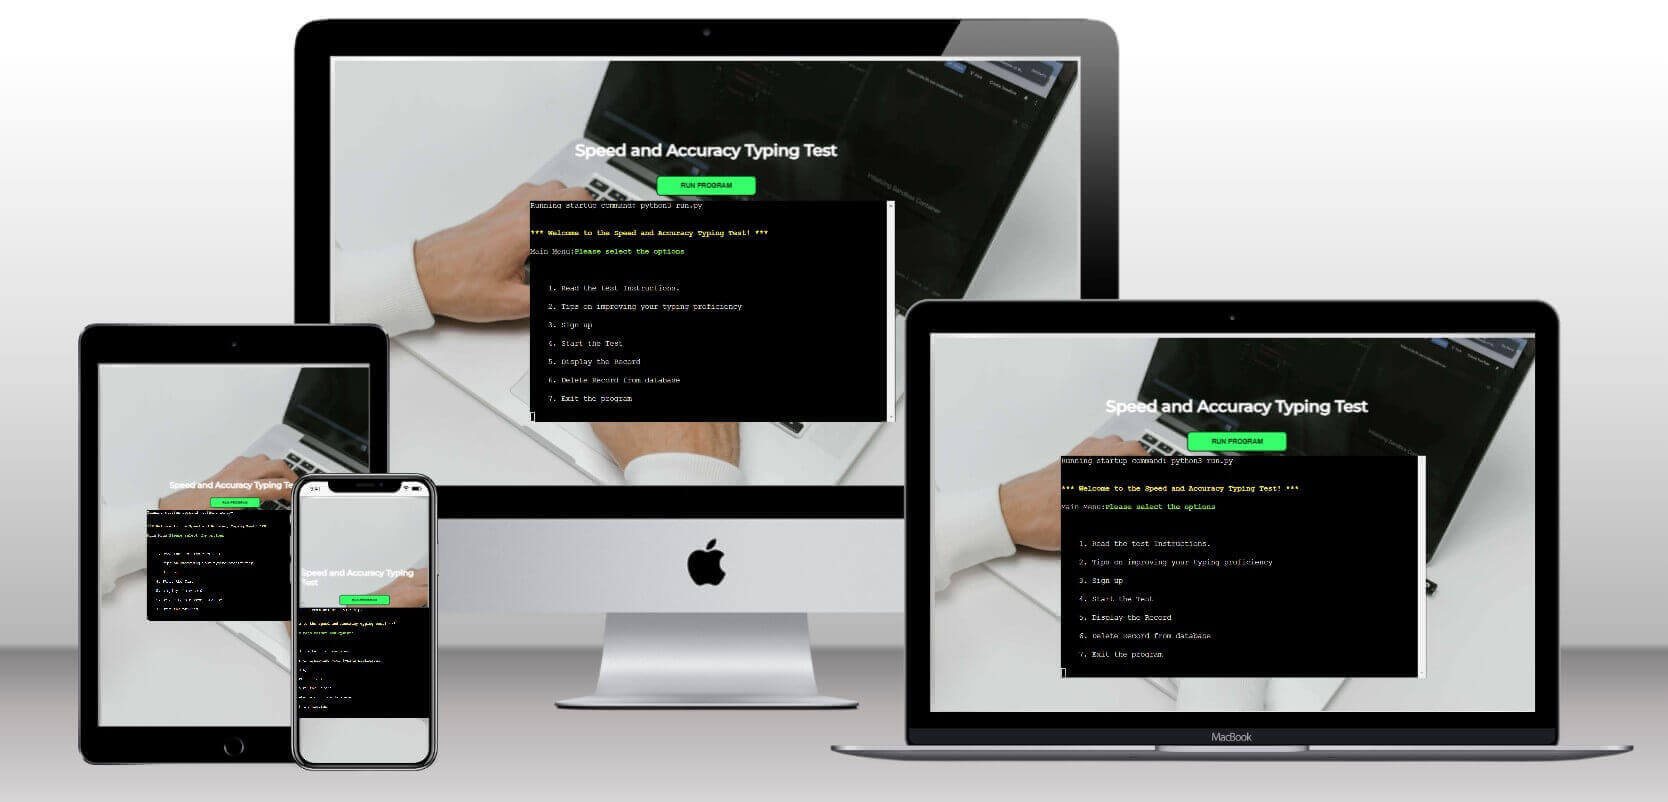 Speed and Accuracy Typing Test
RUN PROGRAM
Running startup command: python3 run.py
*** Welcome to the Speed and Accuracy Typing Test! ***
Main Menu:Please select the options
1. Read the test Instructions.
2. Tips on improving your typing proficiency
3. Sign up
4. Start the Test
5. Display the Record
6. Delete Record from database
7. Exit the program
Speed and Accuracy Typing Test
RUN PROGRAM
Running startup command: python3 run.py
*** Welcome to the Speed and Accuracy Typing Test! ***
Main Menu:Please select the options
1. Read the test Instructions.
2. Tips on improving your typing proficiency
3. Sign up
4. Start the Test
5. Display the Record
6. Delete Record from database
7. Exit the program
MacBook
Speed and Accuracy Typing Te
RUN PROGRAM
Speed and Accuracy Typing
Test
RUN PROGRAM